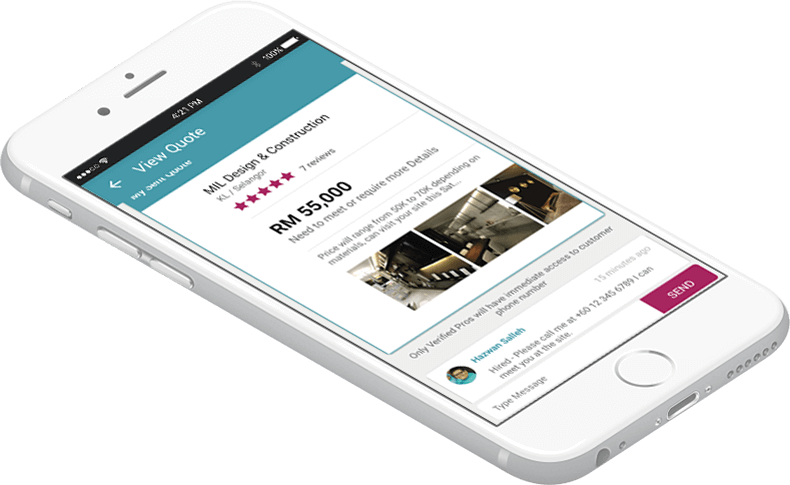 4:21 PM
100%
View Quote
My Sent Quote
MIL Design & Construction
KL / Selangor
7 reviews
RM 55,000
Need to meet or require more Details
Price will range from 50K to 70K depending on
materials, can visit your site this Sat...
Only Verified Pros will have immediate access to customer
phone number
Hazwan Salleh
15 minutes ago
Hired - Please call me at +60 12 345 6789 I can
meet you at the site.
Type Message
SEND